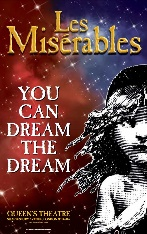 Les
Misérables
YOU
CAN
DREAM
THE
DREAM
QUEEN'S THEATRE